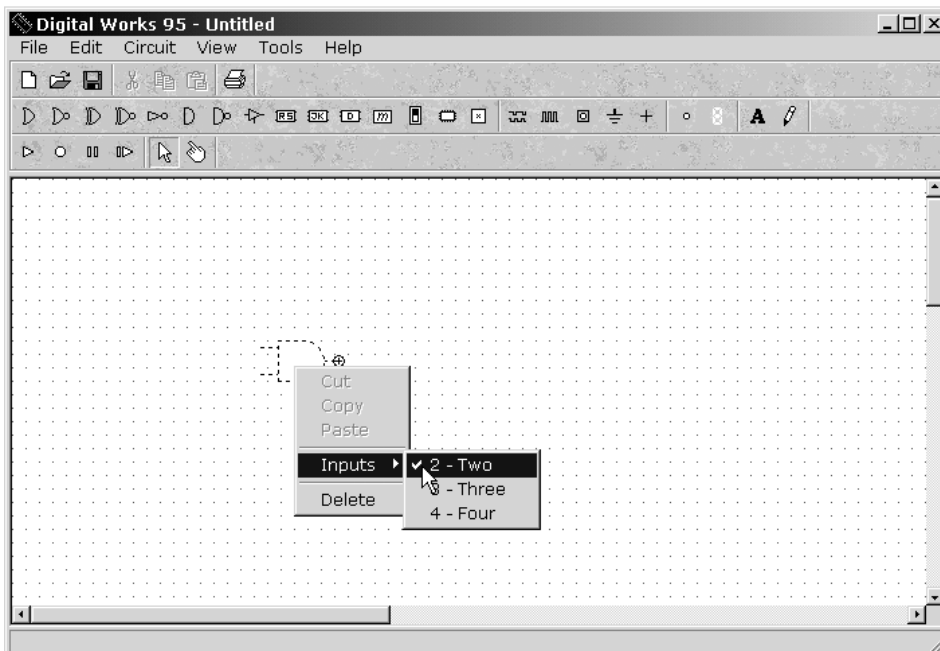 Digital Works 95 - Untitled
File Edit Circuit View Tools Help
RS JK D m A
Cut
Copy
Paste
Inputs 2 - Two
3 - Three
Delete
4 - Four